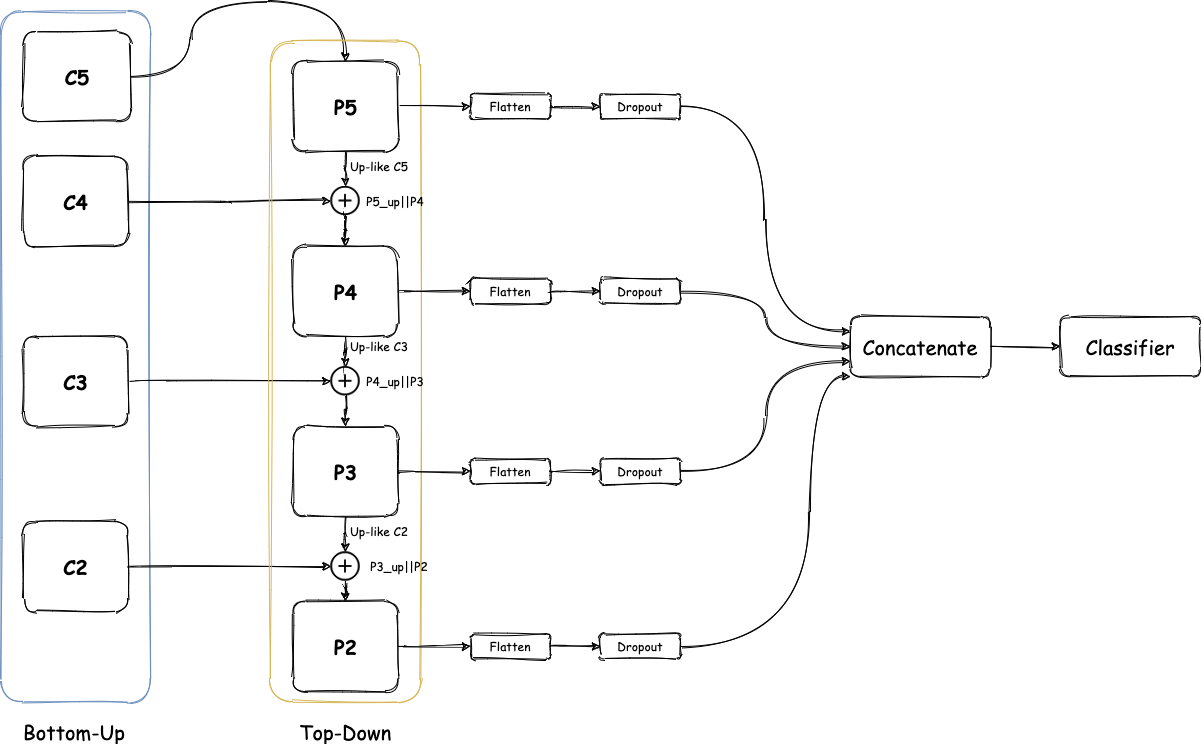 C5
P5
Flatten
Dropout
Up-like C5
C4
P5_up||P4
P4
Flatten
Dropout
Up-like C3
Concatenate
Classifier
C3
P4_up||P3
P3
Flatten
Dropout
Up-like C2
C2
P3_up||P2
P2
Flatten
Dropout
Bottom-Up
Top-Down